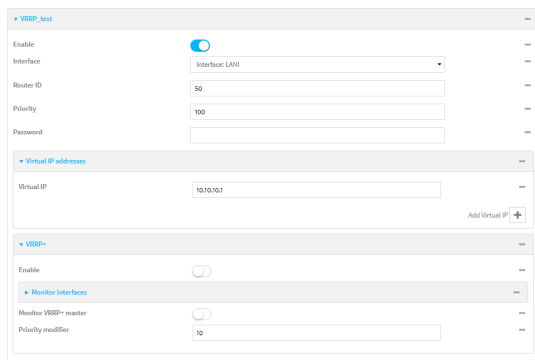 VRRP_test
Enable
Interface
Interface: LAN1
Router ID
50
Priority
100
Password
Virtual IP addresses
Virtual IP
10.10.10.1
Add Virtual IP
VRRP+
Enable
Monitor interfaces
Monitor VRRP+ master
Priority modifier
10